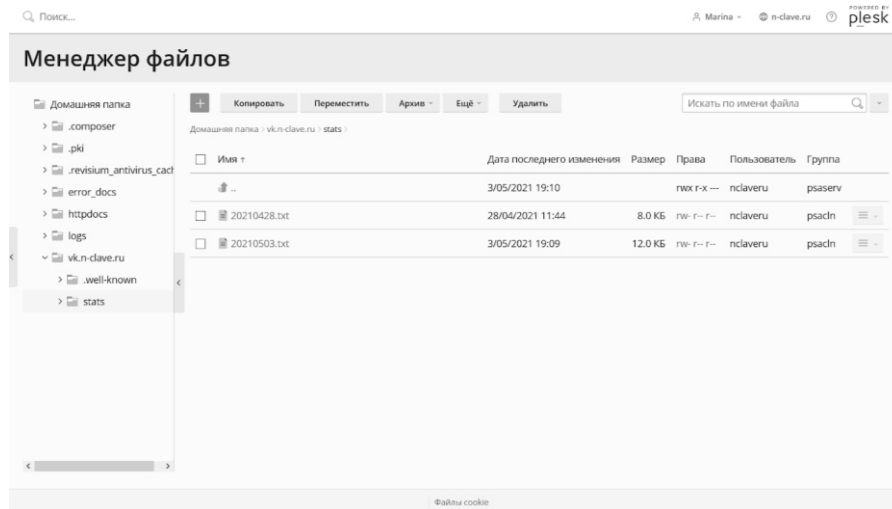 Поиск...
Marina
n-clave.ru
POWERED BY
plesk
Менеджер файлов
Домашняя папка
.composer
.pki
.revisium_antivirus_cach
error_docs
httpdocs
logs
vk.n-clave.ru
.well-known
stats
Копировать Переместить Архив Ещё Удалить
Искать по имени файла
Домашняя папка > vk.n-clave.ru > stats >
Имя ↑ Дата последнего изменения Размер Права Пользователь Группа
.. 3/05/2021 19:10 rwx r-x --- nclaveru psaserv
20210428.txt 28/04/2021 11:44 8.0 КБ rw- r-- r-- nclaveru psacln
20210503.txt 3/05/2021 19:09 12.0 КБ rw- r-- r-- nclaveru psacln
Файлы cookie